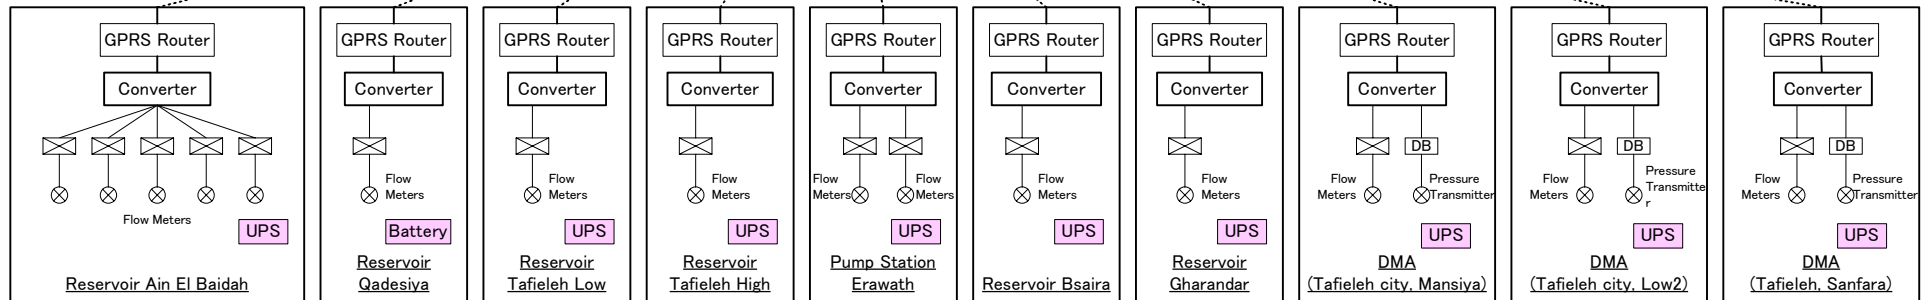 GPRS Router
Converter
Flow Meters
UPS
Reservoir Ain El Baidah
GPRS Router
Converter
Flow
Meters
Battery
Reservoir
Qadesiya
GPRS Router
Converter
Flow
Meters
UPS
Reservoir
Tafieleh Low
GPRS Router
Converter
Flow
Meters
UPS
Reservoir
Tafieleh High
GPRS Router
Converter
Flow
Meters
Flow
Meters
UPS
Pump Station
Erawath
GPRS Router
Converter
Flow
Meters
UPS
Reservoir Bsaira
GPRS Router
Converter
Flow
Meters
UPS
Reservoir
Gharandar
GPRS Router
Converter
DB
Flow
Meters
Pressure
Transmitter
UPS
DMA
(Tafieleh city, Mansiya)
GPRS Router
Converter
DB
Flow
Meters
Pressure
Transmitte
r
UPS
DMA
(Tafieleh city, Low2)
GPRS Router
Converter
DB
Flow
Meters
Pressure
Transmitter
UPS
DMA
(Tafieleh, Sanfara)